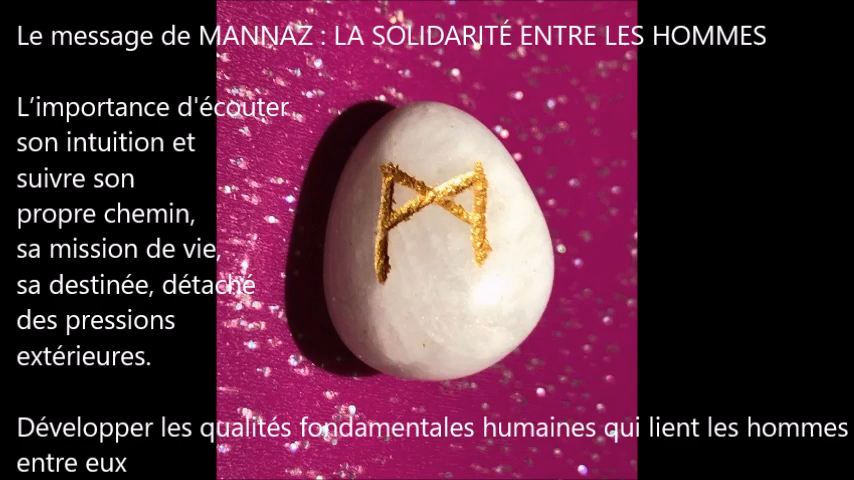 Le message de MANNAZ : LA SOLIDARITÉ ENTRE LES HOMMES
L'importance d'écouter
son intuition et
suivre son
propre chemin,
sa mission de vie,
sa destinée, détaché
des pressions
extérieures.
Développer les qualités fondamentales humaines qui lient les hommes
entre eux